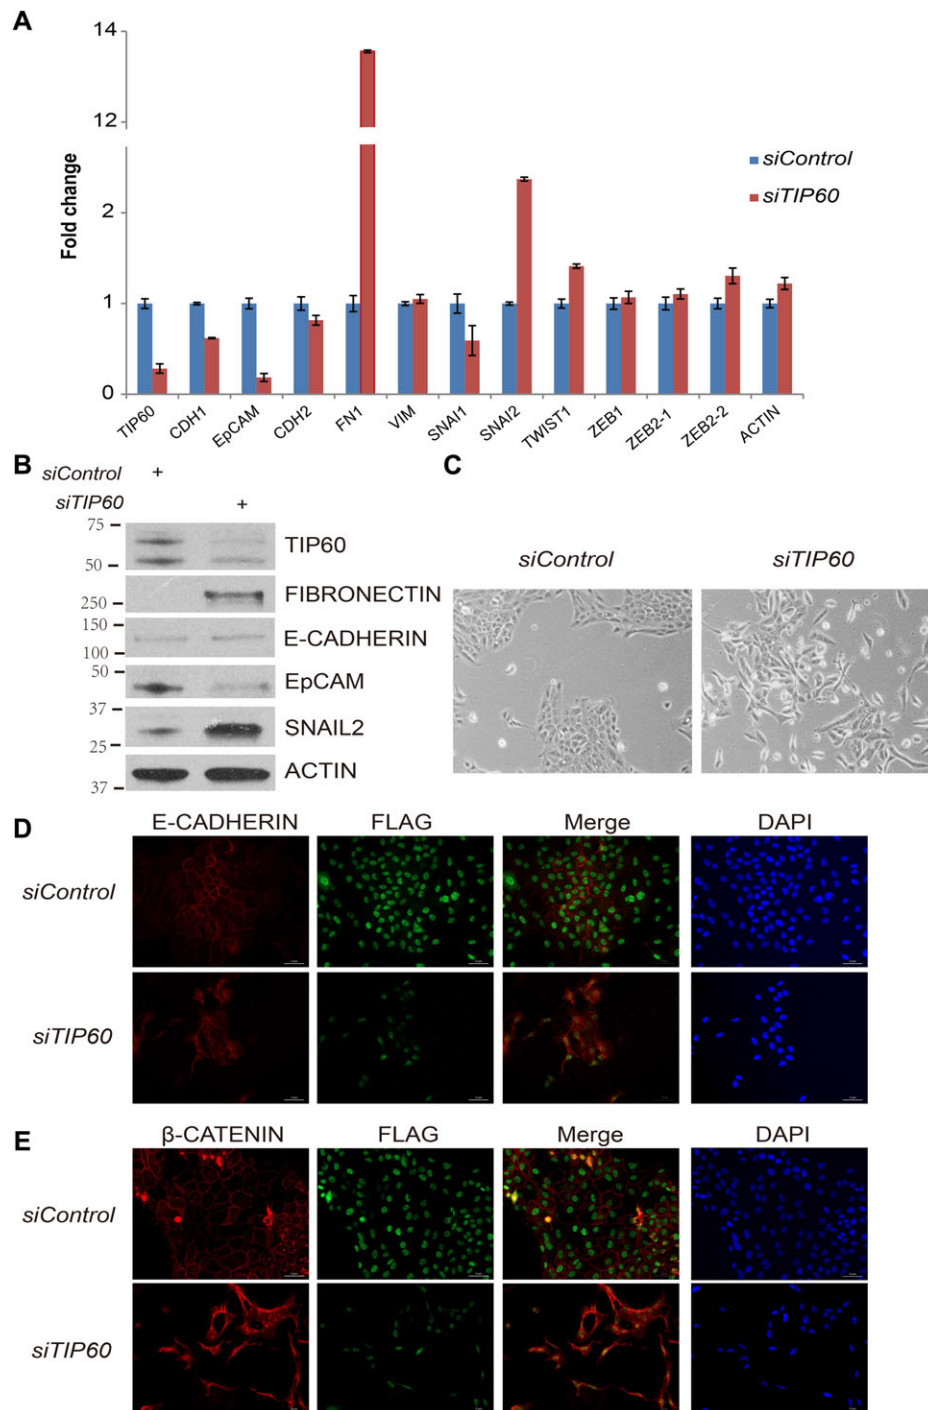 A
14
12
2
1
0
Fold change
siControl
siTIP60
TIP60
CDH1
EpCAM
CDH2
FN1
VIM
SNAI1
SNAI2
TWIST1
ZEB1
ZEB2-1
ZEB2-2
ACTIN
B
siControl +
siTIP60 +
75
50
TIP60
250
FIBRONECTIN
150
100
E-CADHERIN
50
EpCAM
37
25
SNAIL2
37
ACTIN
C
siControl siTIP60
D
E-CADHERIN FLAG Merge DAPI
siControl
siTIP60
E
β-CATENIN FLAG Merge DAPI
siControl
siTIP60